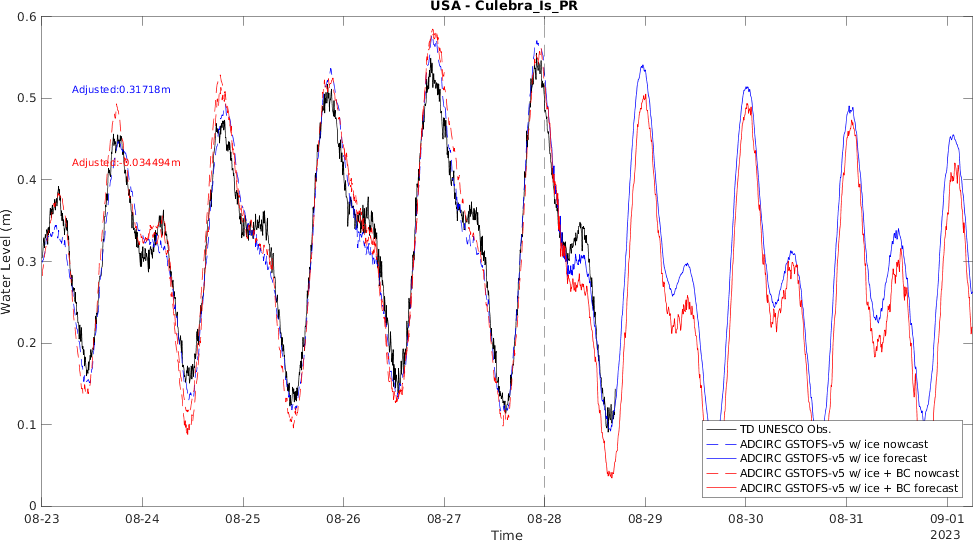 USA - Culebra_Is_PR
0.6
0.5
0.4
0.3
0.2
0.1
0
Water Level (m)
Adjusted:0.31718m
Adjusted:-0.034494m
TD UNESCO Obs.
ADCIRC GSTOFS-v5 w/ ice nowcast
ADCIRC GSTOFS-v5 w/ ice forecast
ADCIRC GSTOFS-v5 w/ ice + BC nowcast
ADCIRC GSTOFS-v5 w/ ice + BC forecast
08-23 08-24 08-25 08-26 08-27 08-28 08-29 08-30 08-31 09-01
2023
Time